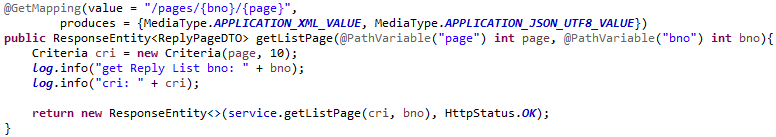 @GetMapping(value = "/pages/{bno}/{page}",
        produces = {MediaType.APPLICATION_XML_VALUE, MediaType.APPLICATION_JSON_UTF8_VALUE})
public ResponseEntity<ReplyPageDTO> getListPage(@PathVariable("page") int page, @PathVariable("bno") int bno){
    Criteria cri = new Criteria(page, 10);
    log.info("get Reply List bno: " + bno);
    log.info("cri: " + cri);
    return new ResponseEntity<>(service.getListPage(cri, bno), HttpStatus.OK);
}